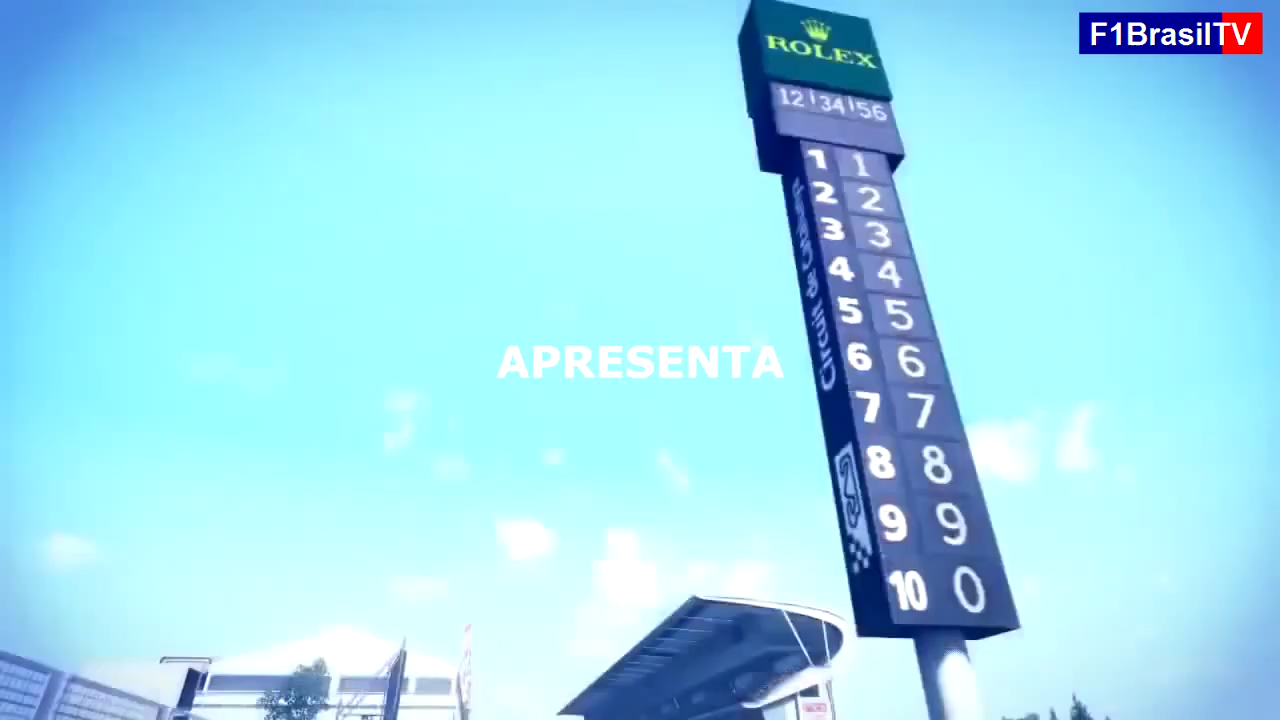 F1BrasilTV
ROLEX
12 34 56
1 1
2 2
3 3
4 4
5 5
6 6
7 7
8 8
9 9
10 0
Circuit de Catalunya
APRESENTA